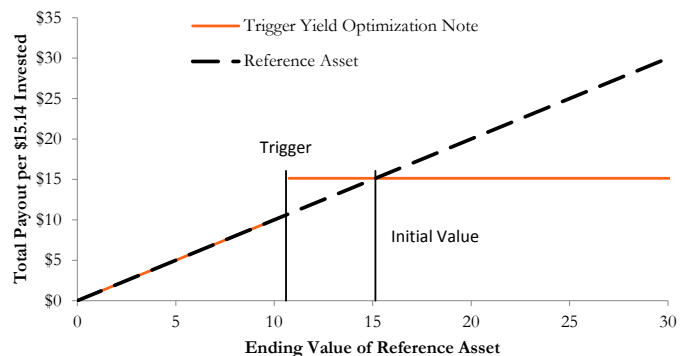 Trigger Yield Optimization Note
Reference Asset
Total Payout per $15.14 Invested
$35
$30
$25
$20
$15
$10
$5
$0
Trigger
Initial Value
0 5 10 15 20 25 30
Ending Value of Reference Asset